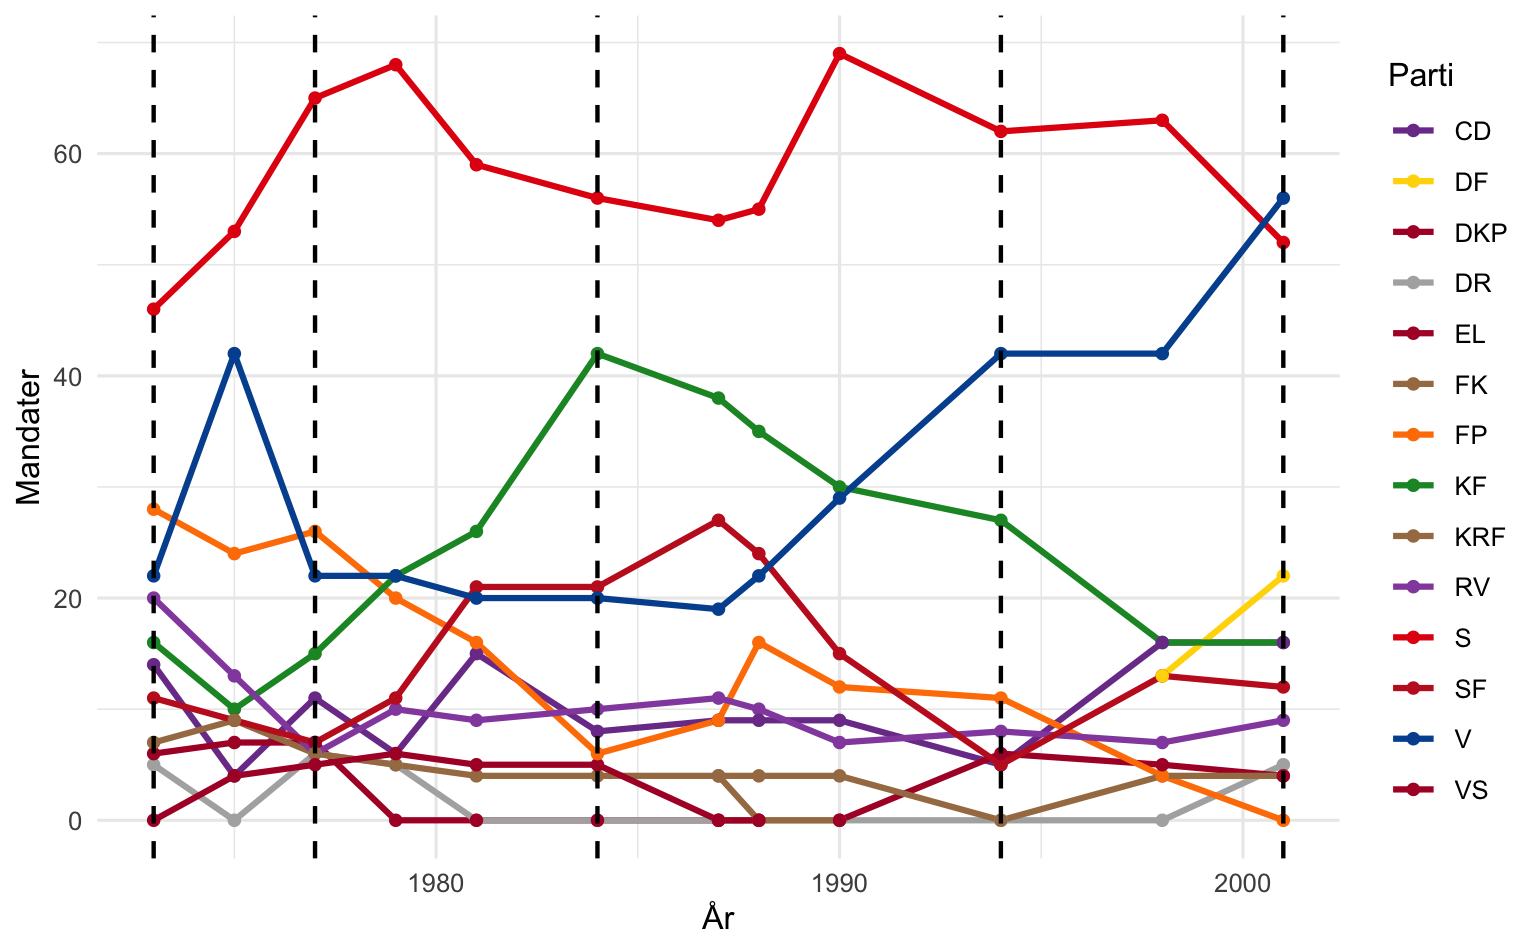 60
40
20
0
Mandater
1980
1990
2000
År
Parti
CD
DF
DKP
DR
EL
FK
FP
KF
KRF
RV
S
SF
V
VS